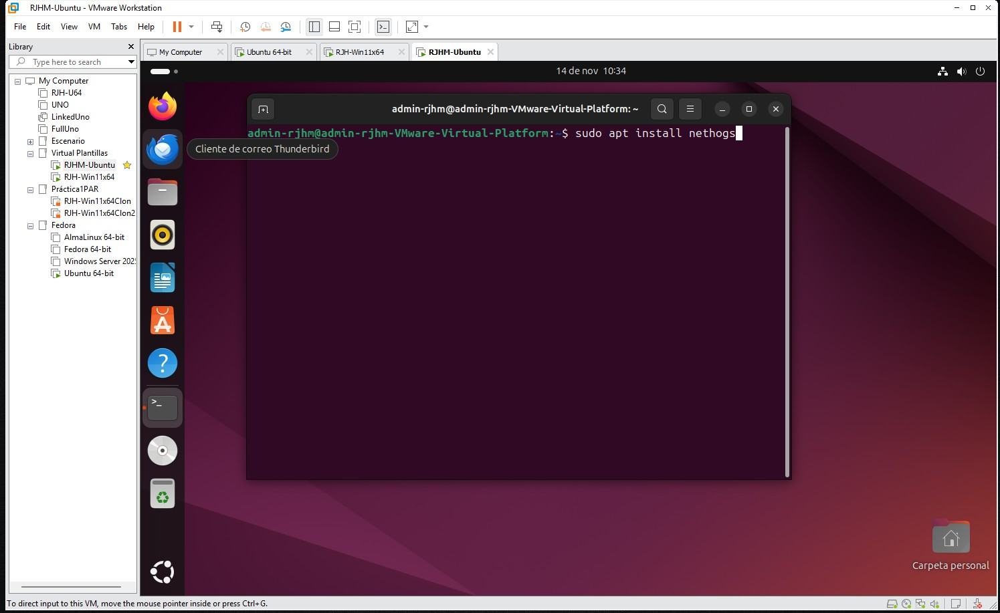 RJHM-Ubuntu - VMware Workstation
File Edit View VM Tabs Help
Library
Type here to search
My Computer
RJH-U64
UNO
LinkedUno
FullUno
Escenario
Virtual Plantillas
RJHM-Ubuntu
RJH-Win11x64
Práctica1PAR
RJH-Win11x64Clon
RJH-Win11x64Clon2
Fedora
AlmaLinux 64-bit
Fedora 64-bit
Windows Server 202
Ubuntu 64-bit
My Computer Ubuntu 64-bit RJH-Win11x64 RJHM-Ubuntu
14 de nov 10:34
admin-rjhm@admin-rjhm-VMware-Virtual-Platform: ~
admin-rjhm@admin-rjhm-VMware-Virtual-Platform:~$ sudo apt install nethogs
Cliente de correo Thunderbird
Carpeta personal
To direct input to this VM, move the mouse pointer inside or press Ctrl+G.